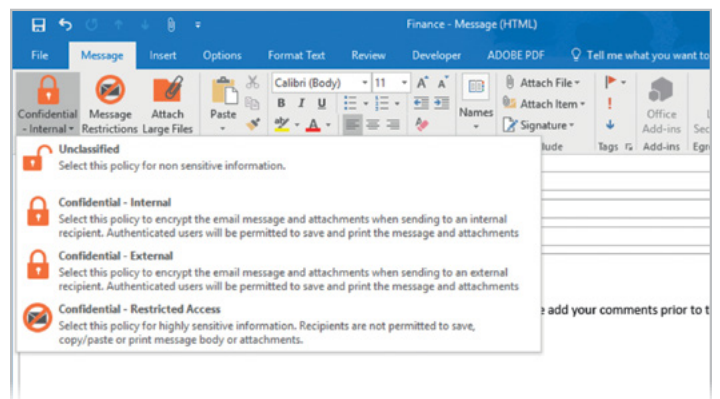 Finance - Message (HTML)
File Message Insert Options Format Text Review Developer ADOBE PDF Tell me what you want to
Calibri (Body) 11 A A Attach File
Confidential Message Attach Paste B I U Names Attach Item Office
- Internal Restrictions Large Files A Signature Add-ins Sec
lude Tags Add-ins Egre
Unclassified
Select this policy for non sensitive information.
Confidential - Internal
Select this policy to encrypt the email message and attachments when sending to an internal
recipient. Authenticated users will be permitted to save and print the message and attachments
Confidential - External
Select this policy to encrypt the email message and attachments when sending to an external
recipient. Authenticated users will be permitted to save and print the message and attachments
Confidential - Restricted Access
Select this policy for highly sensitive information. Recipients are not permitted to save,
copy/paste or print message body or attachments.
add your comments prior to t